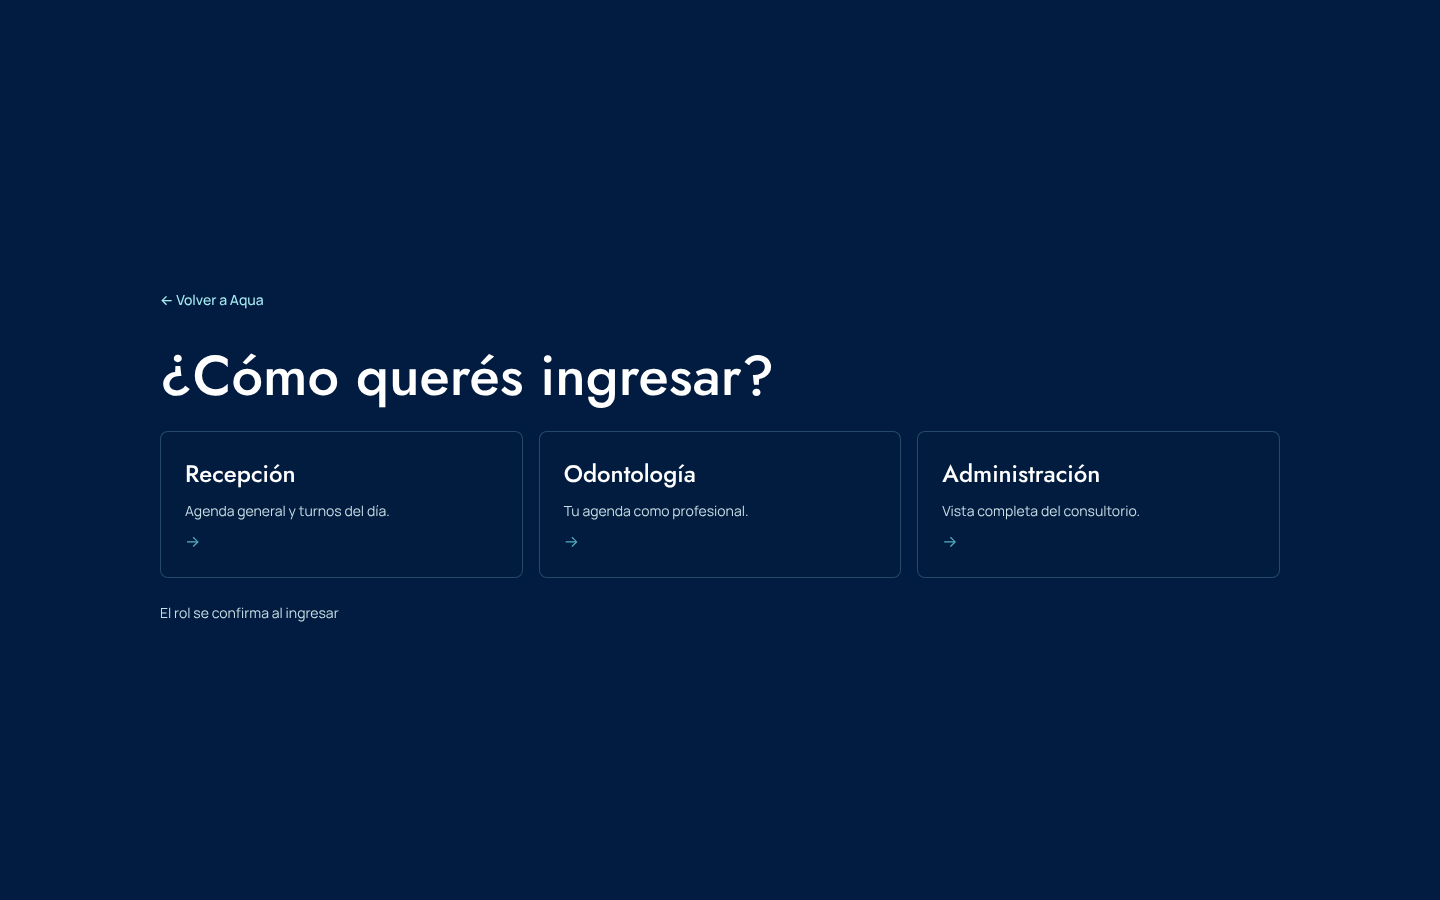 ← Volver a Aqua
¿Cómo querés ingresar?
Recepción
Agenda general y turnos del día.
→
Odontología
Tu agenda como profesional.
→
Administración
Vista completa del consultorio.
→
El rol se confirma al ingresar